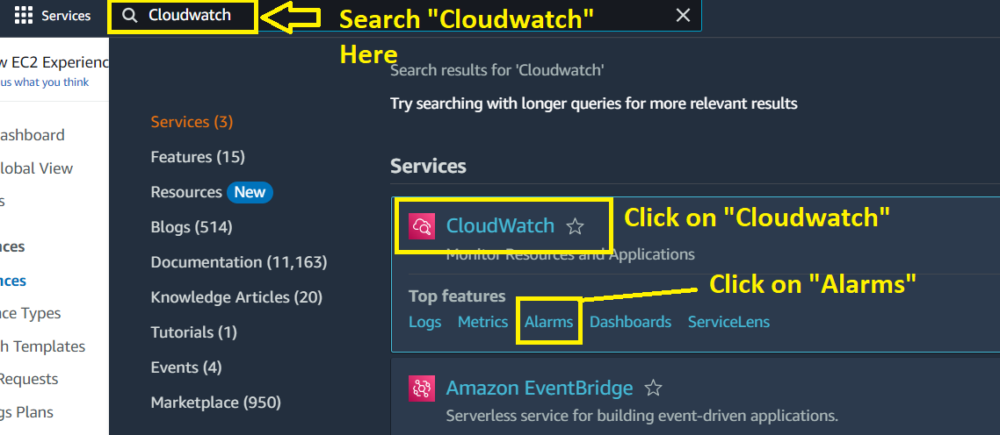 Services
Cloudwatch
Search "Cloudwatch"
Here
w EC2 Experienc
us what you think
ashboard
lobal View
s
nces
nces
nce Types
h Templates
Requests
gs Plans
Services (3)
Features (15)
Resources New
Blogs (514)
Documentation (11,163)
Knowledge Articles (20)
Tutorials (1)
Events (4)
Marketplace (950)
Search results for 'Cloudwatch'
Try searching with longer queries for more relevant results
Services
CloudWatch
Click on "Cloudwatch"
Monitor Resources and Applications
Click on "Alarms"
Top features
Logs Metrics Alarms Dashboards ServiceLens
Amazon EventBridge
Serverless service for building event-driven applications.